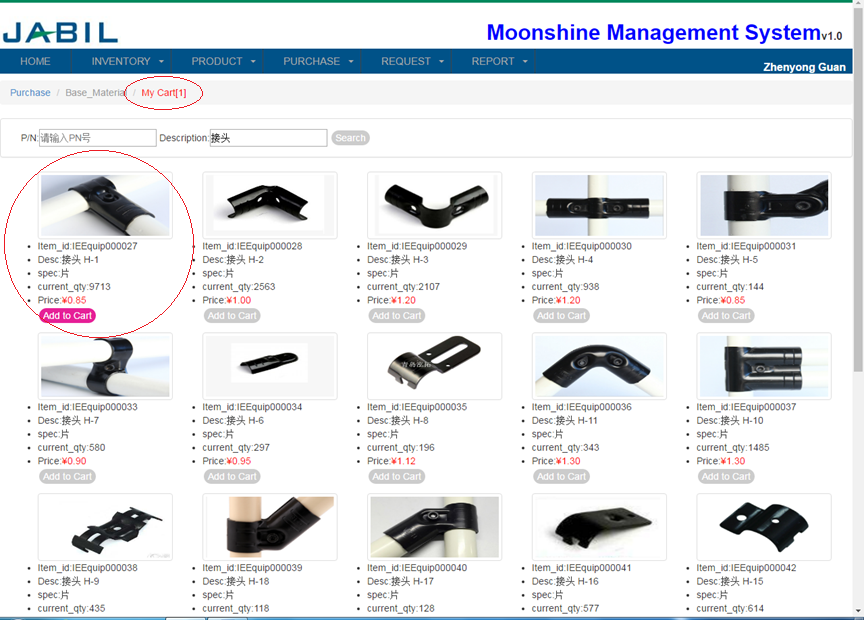 JABIL
Moonshine Management System v1.0
HOME INVENTORY PRODUCT PURCHASE REQUEST REPORT
Zhenyong Guan
Purchase / Base_Material / My Cart[1]
P/N: 请输入PN号 Description: 接头 Search
Item_id:IEEquip000027 Item_id:IEEquip000028 Item_id:IEEquip000029 Item_id:IEEquip000030 Item_id:IEEquip000031
Desc:接头 H-1 Desc:接头 H-2 Desc:接头 H-3 Desc:接头 H-4 Desc:接头 H-5
spec:片 spec:片 spec:片 spec:片 spec:片
current_qty:9713 current_qty:2563 current_qty:2107 current_qty:938 current_qty:144
Price:¥0.85 Price:¥1.00 Price:¥1.20 Price:¥1.20 Price:¥0.85
Add to Cart Add to Cart Add to Cart Add to Cart Add to Cart
Item_id:IEEquip000033 Item_id:IEEquip000034 Item_id:IEEquip000035 Item_id:IEEquip000036 Item_id:IEEquip000037
Desc:接头 H-7 Desc:接头 H-6 Desc:接头 H-8 Desc:接头 H-11 Desc:接头 H-10
spec:片 spec:片 spec:片 spec:片 spec:片
current_qty:580 current_qty:297 current_qty:196 current_qty:343 current_qty:1485
Price:¥0.90 Price:¥0.95 Price:¥1.12 Price:¥1.30 Price:¥1.30
Add to Cart Add to Cart Add to Cart Add to Cart Add to Cart
Item_id:IEEquip000038 Item_id:IEEquip000039 Item_id:IEEquip000040 Item_id:IEEquip000041 Item_id:IEEquip000042
Desc:接头 H-9 Desc:接头 H-18 Desc:接头 H-17 Desc:接头 H-16 Desc:接头 H-15
spec:片 spec:片 spec:片 spec:片 spec:片
current_qty:435 current_qty:118 current_qty:128 current_qty:577 current_qty:614